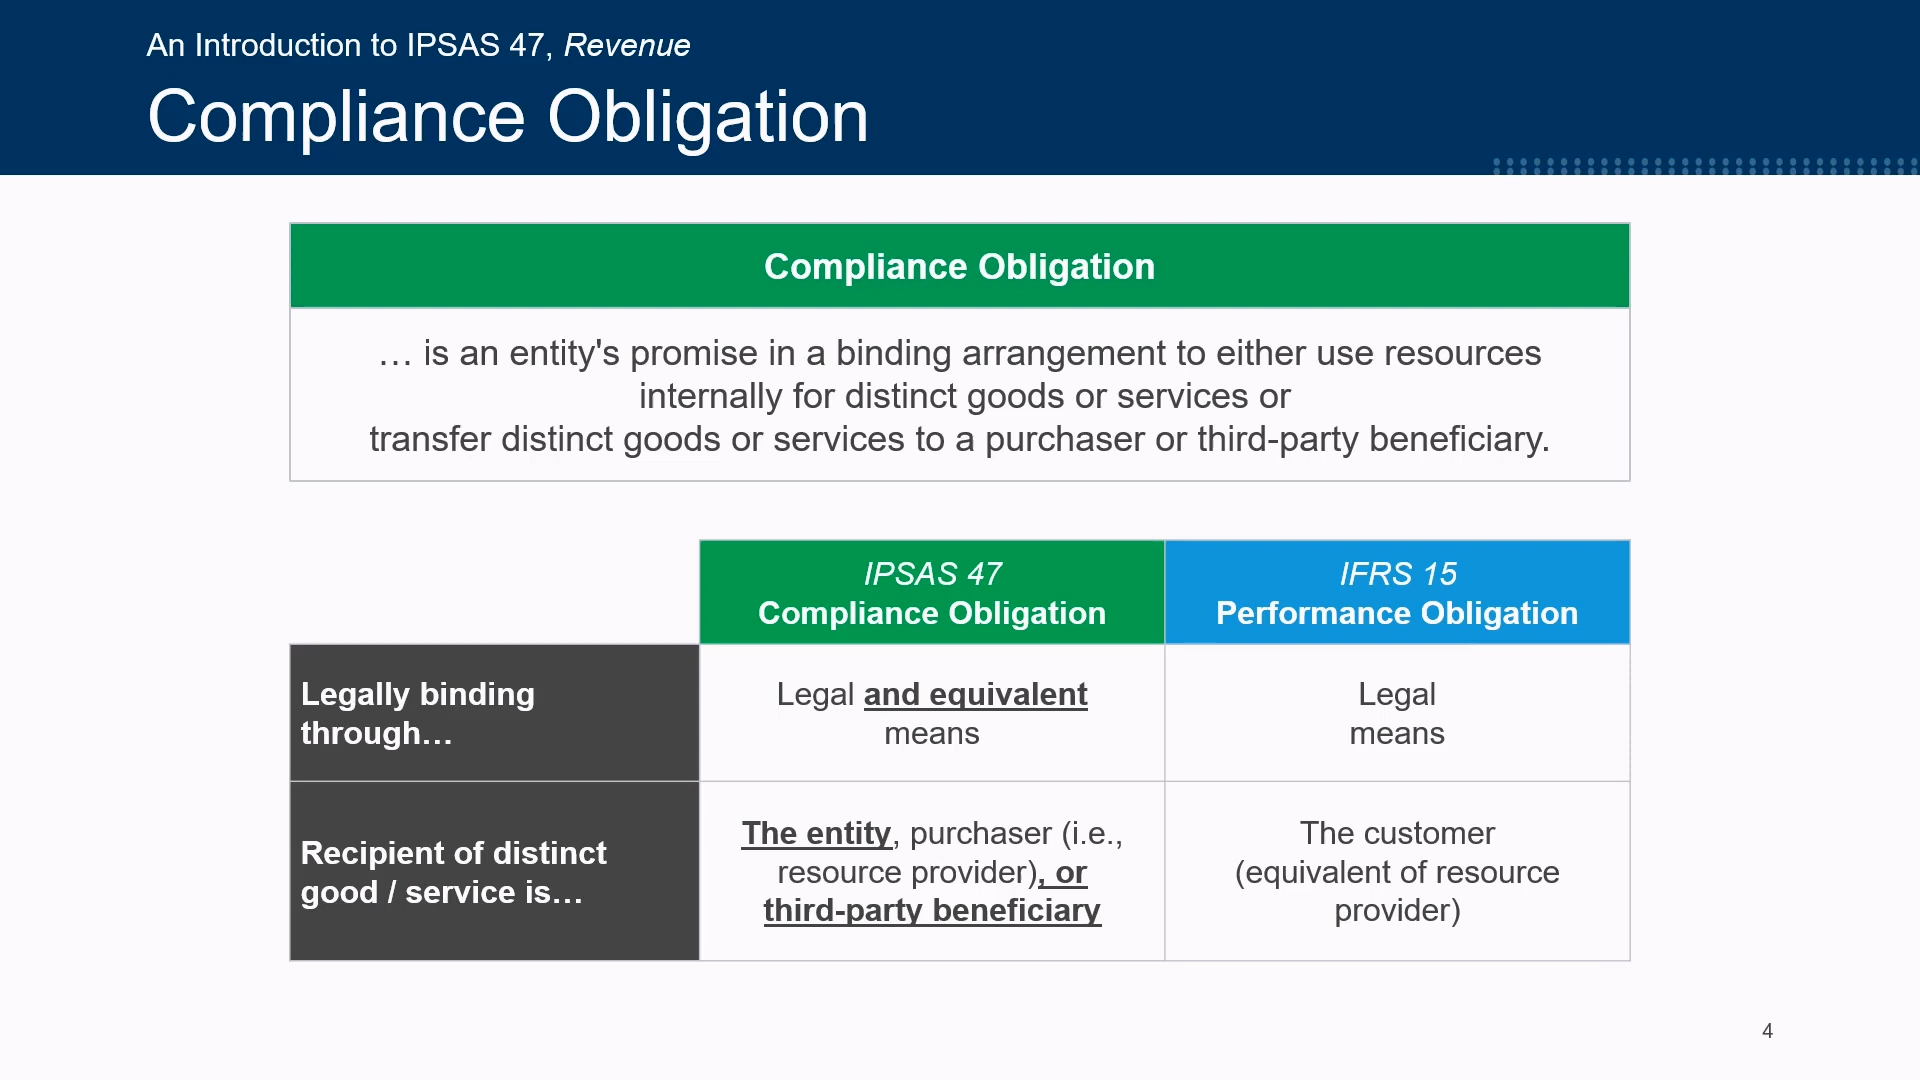 An Introduction to IPSAS 47, Revenue
Compliance Obligation
Compliance Obligation
… is an entity's promise in a binding arrangement to either use resources
internally for distinct goods or services or
transfer distinct goods or services to a purchaser or third-party beneficiary.
IPSAS 47
Compliance Obligation
IFRS 15
Performance Obligation
Legally binding
through…
Legal and equivalent
means
Legal
means
Recipient of distinct
good / service is…
The entity, purchaser (i.e.,
resource provider), or
third-party beneficiary
The customer
(equivalent of resource
provider)
4